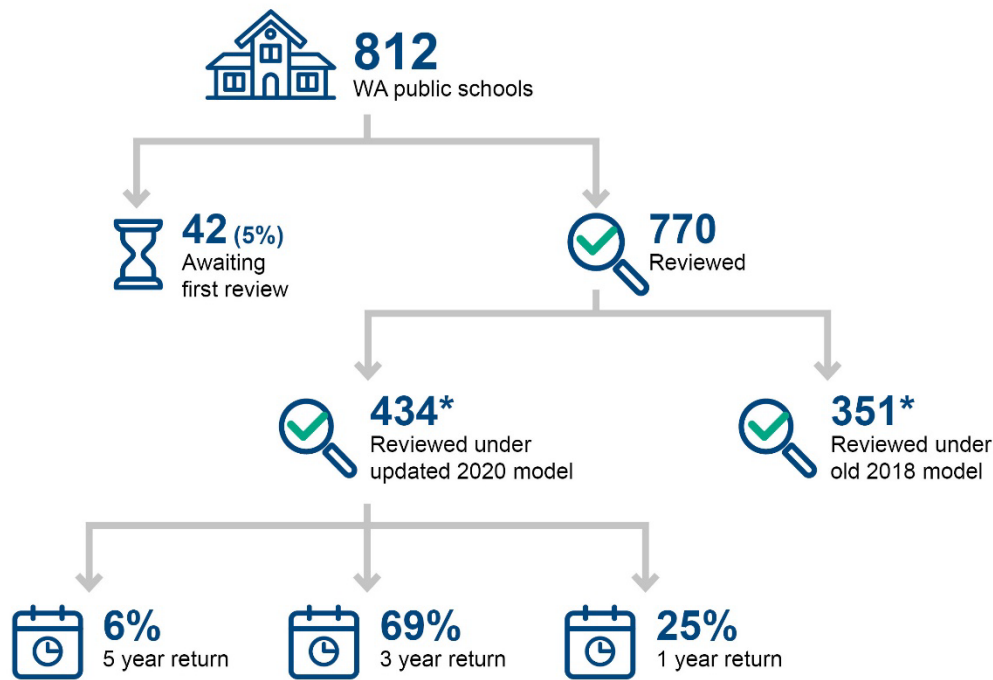 812
WA public schools
42 (5%)
Awaiting
first review
770
Reviewed
434*
Reviewed under
updated 2020 model
351*
Reviewed under
old 2018 model
6%
5 year return
69%
3 year return
25%
1 year return